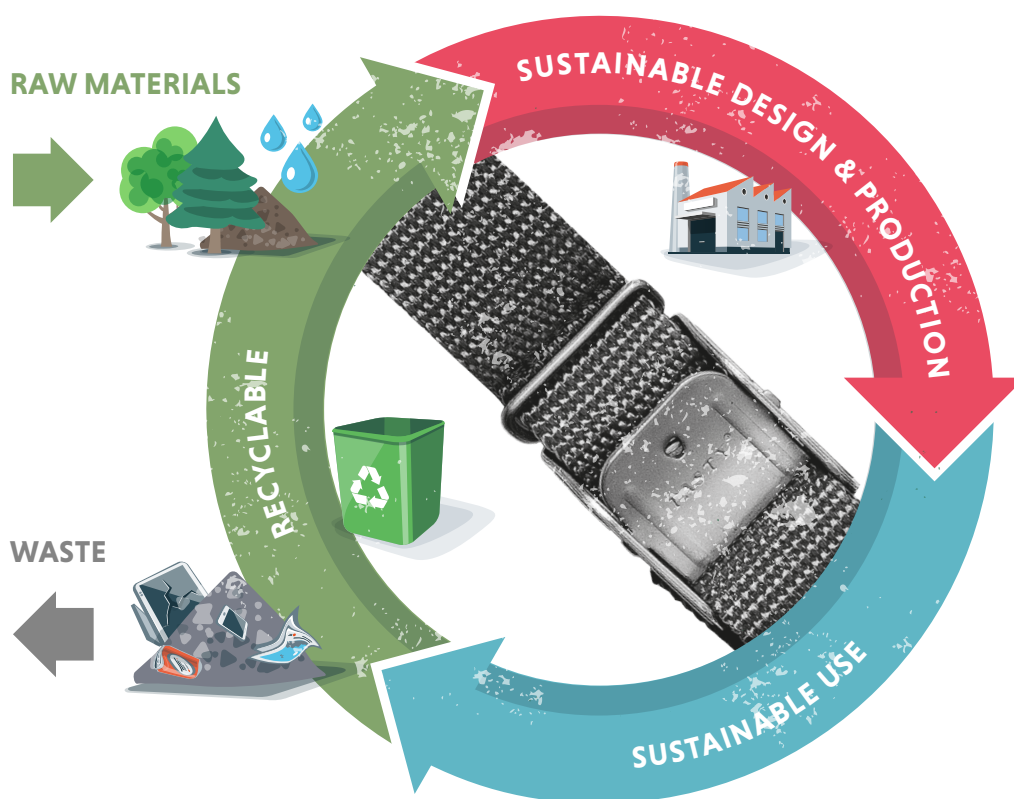 RAW MATERIALS
SUSTAINABLE DESIGN & PRODUCTION
RECYCLABLE
WASTE
SUSTAINABLE USE